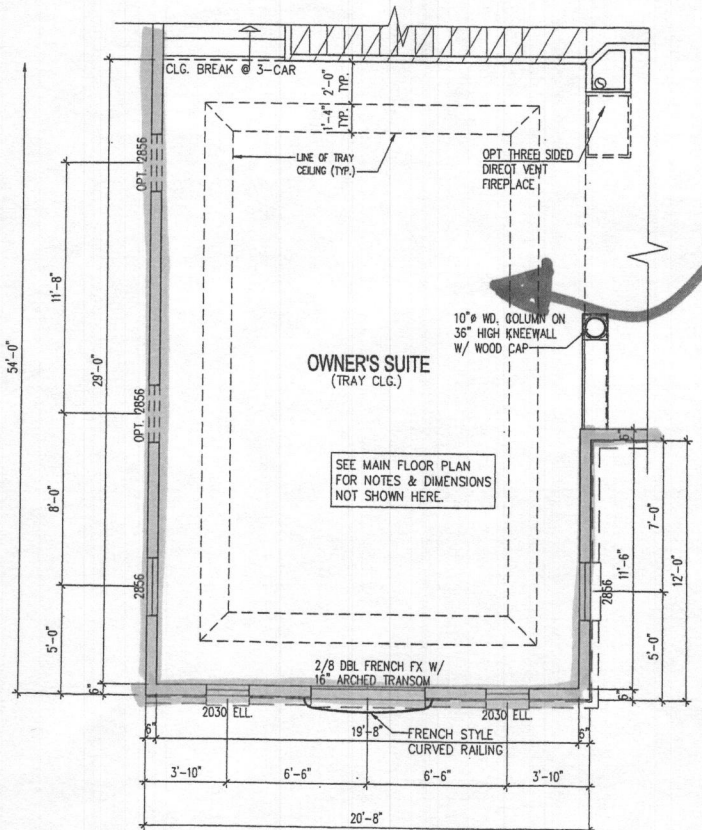 CLG. BREAK @ 3-CAR
2'-0"
TYP.
1'-4"
TYP.
LINE OF TRAY
CEILING (TYP.)
OPT THREE SIDED
DIRECT VENT
FIREPLACE
OPT. 2856
11'-8"
54'-0"
29'-0"
10"ø WD. COLUMN ON
36" HIGH KNEEWALL
W/ WOOD CAP
OWNER'S SUITE
(TRAY CLG.)
OPT. 2856
SEE MAIN FLOOR PLAN
FOR NOTES & DIMENSIONS
NOT SHOWN HERE.
6"
8'-0"
7'-0"
11'-6"
12'-0"
2856
2856
5'-0"
5'-0"
2/8 DBL FRENCH FX W/
16" ARCHED TRANSOM
6"
6"
2030 ELL.
2030 ELL.
6"
19'-8"
6"
FRENCH STYLE
CURVED RAILING
3'-10"
6'-6"
6'-6"
3'-10"
20'-8"